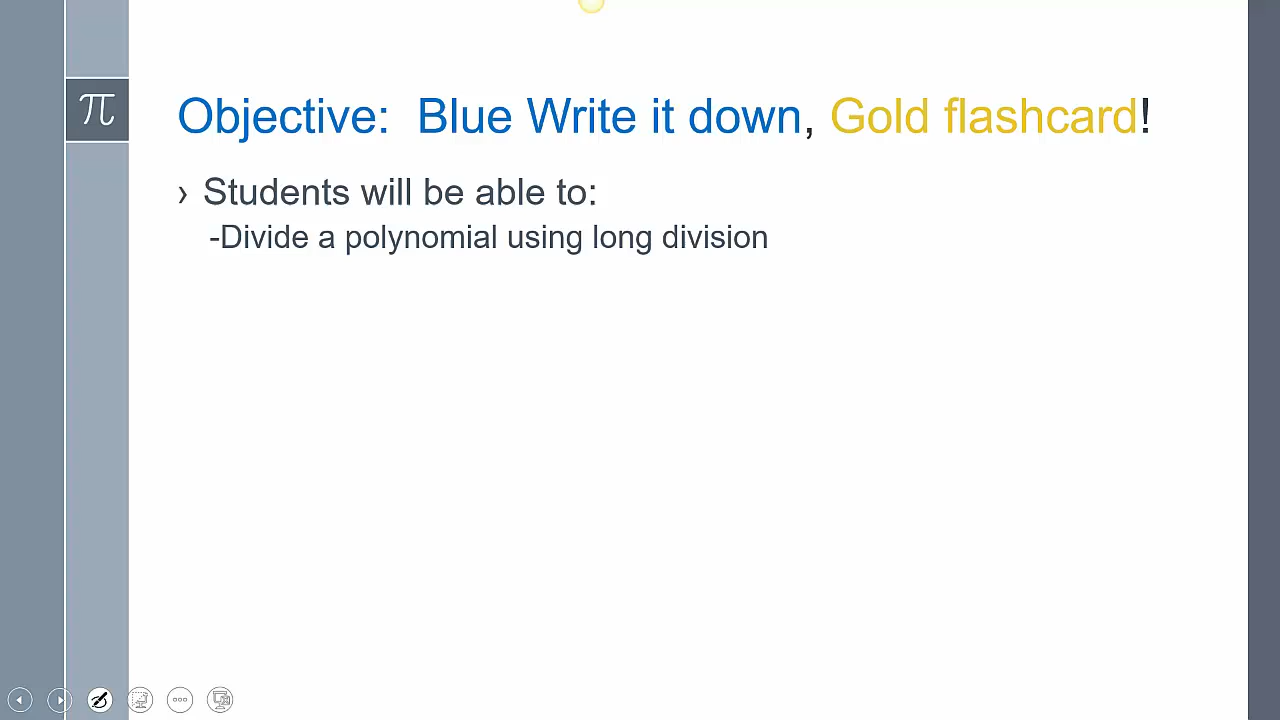 π
Objective:  Blue Write it down, Gold flashcard!
› Students will be able to:
-Divide a polynomial using long division